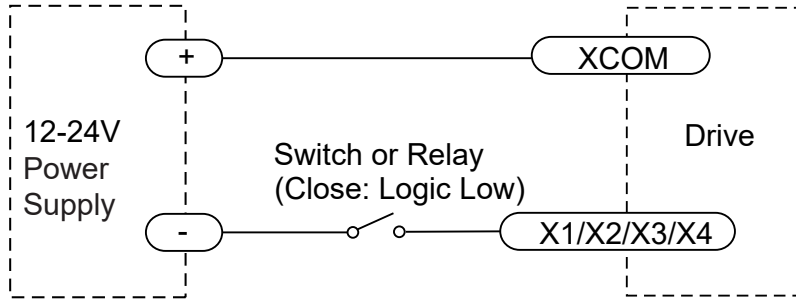 +
XCOM
12-24V
Power
Supply
Drive
Switch or Relay
(Close: Logic Low)
-
X1/X2/X3/X4